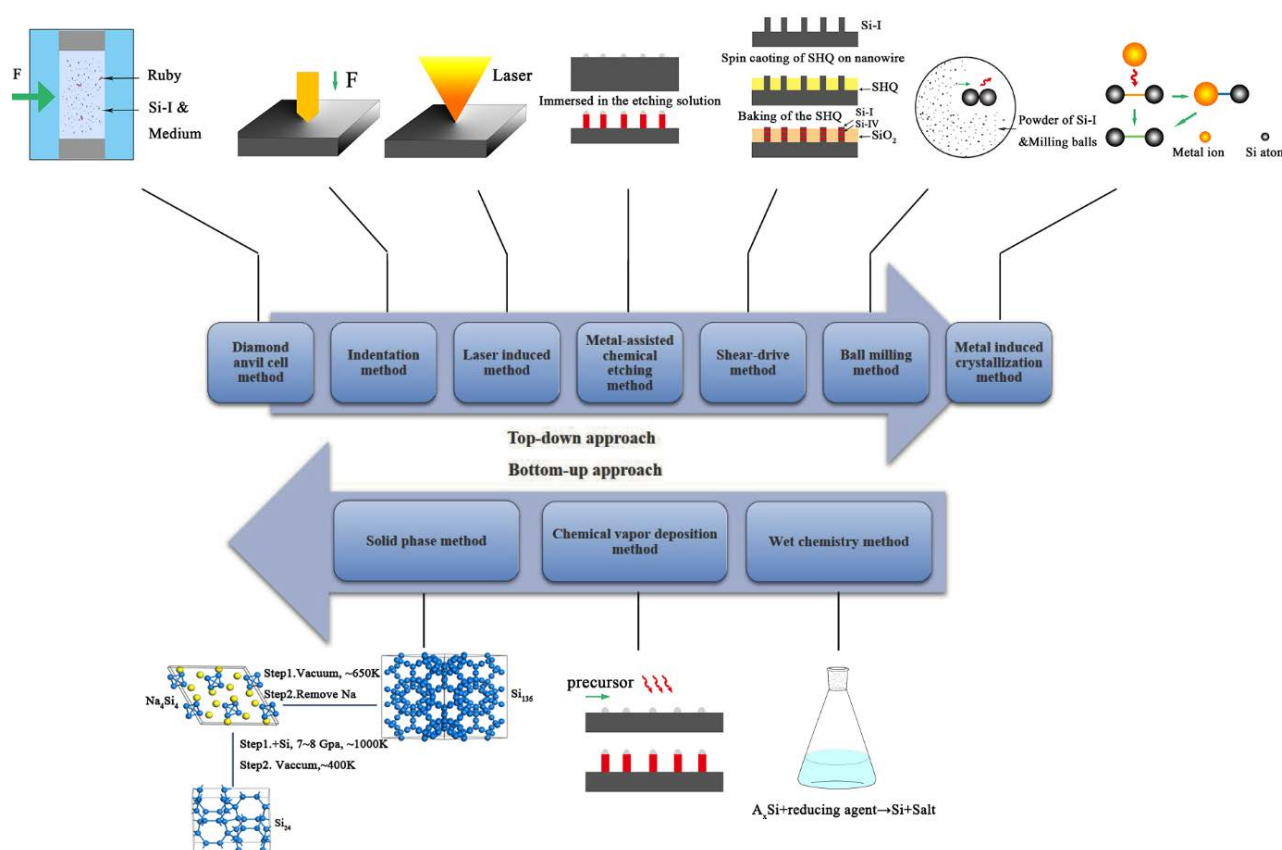 F
Ruby
Si-I &
Medium
F
Laser
Immersed in the etching solution
Si-I
Spin caoting of SHQ on nanowire
SHQ
Baking of the SHQ
Si-I
Si-IV
SiO₂
Powder of Si-I
&Milling balls
Metal ion
Si atom
Diamond
anvil cell
method
Indentation
method
Laser induced
method
Metal-assisted
chemical
etching
method
Shear-drive
method
Ball milling
method
Metal induced
crystallization
method
Top-down approach
Bottom-up approach
Solid phase method
Chemical vapor deposition
method
Wet chemistry method
Na₄Si₄
Step1.Vacuum, ~650K
Step2.Remove Na
Si₁₃₆
Step1.+Si, 7~8 Gpa, ~1000K
Step2. Vaccum,~400K
Si₂₄
precursor
AₓSi+reducing agent→Si+Salt